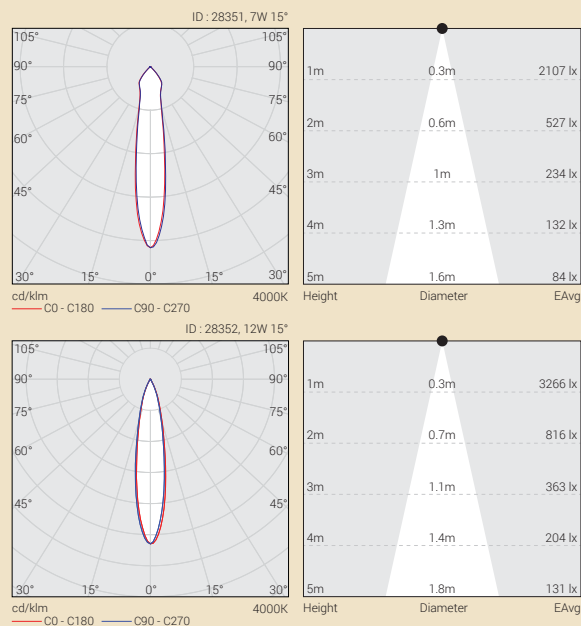 ID : 28351, 7W 15°
105° 105°
90° 90°
75° 75°
60° 60°
45° 45°
30° 15° 0° 15° 30°
cd/klm 4000K
C0 - C180 C90 - C270
1m 0.3m 2107 lx
2m 0.6m 527 lx
3m 1m 234 lx
4m 1.3m 132 lx
5m 1.6m 84 lx
Height Diameter EAvg
ID : 28352, 12W 15°
105° 105°
90° 90°
75° 75°
60° 60°
45° 45°
30° 15° 0° 15° 30°
cd/klm 4000K
C0 - C180 C90 - C270
1m 0.3m 3266 lx
2m 0.7m 816 lx
3m 1.1m 363 lx
4m 1.4m 204 lx
5m 1.8m 131 lx
Height Diameter EAvg